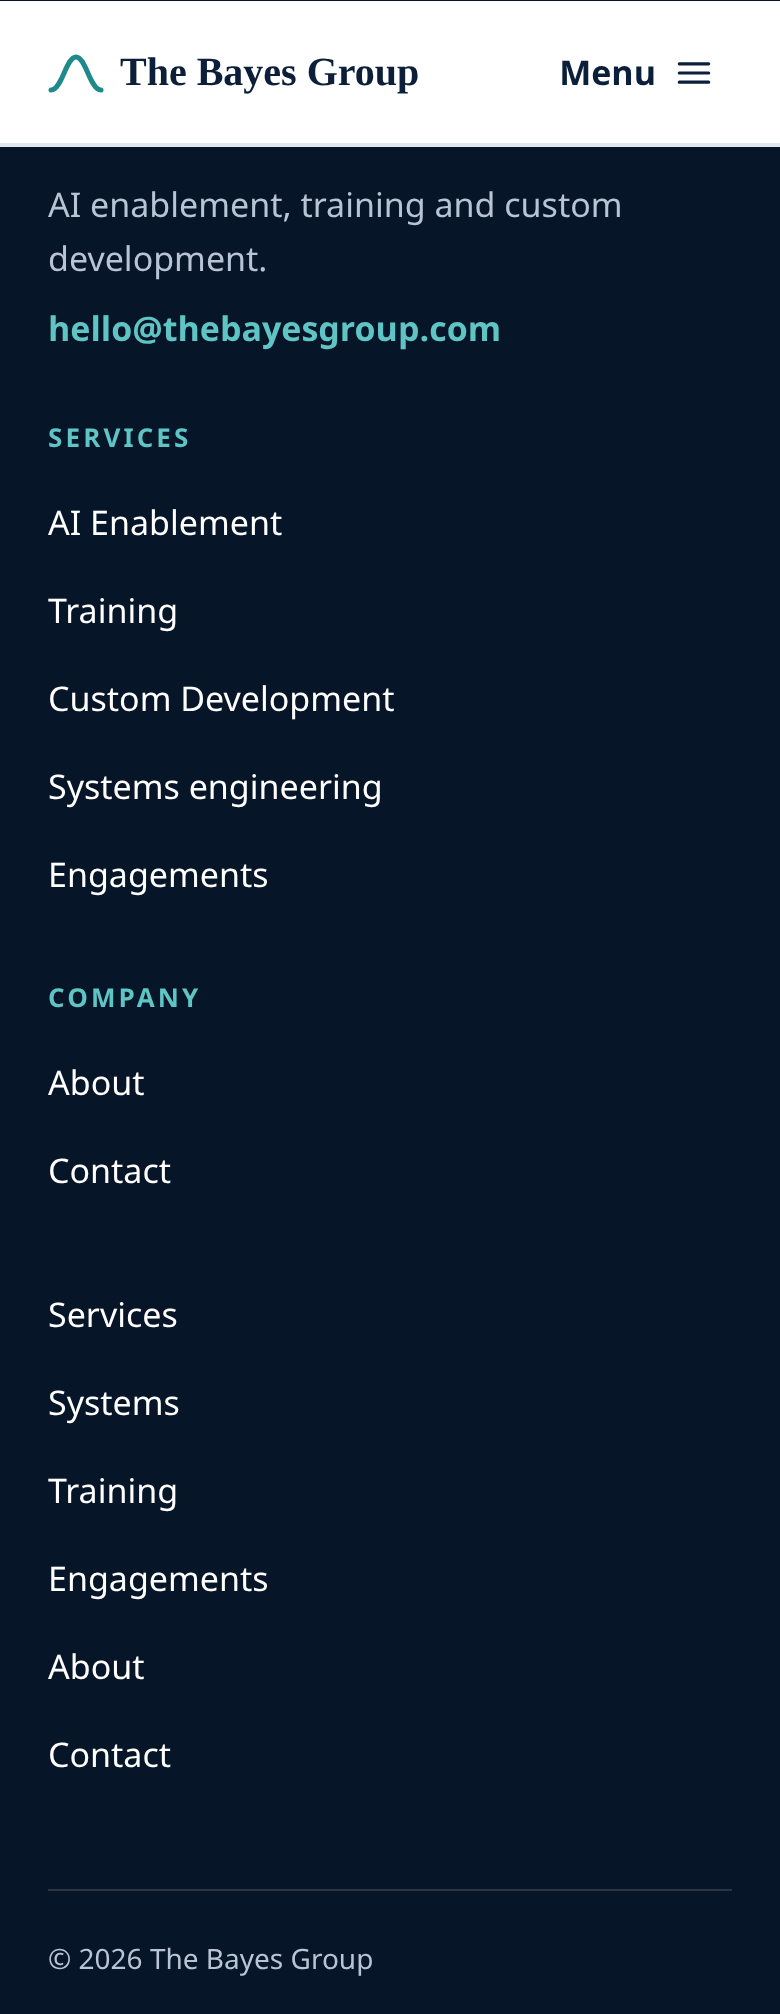 The Bayes Group
Menu
AI enablement, training and custom
development.
hello@thebayesgroup.com
SERVICES
AI Enablement
Training
Custom Development
Systems engineering
Engagements
COMPANY
About
Contact
Services
Systems
Training
Engagements
About
Contact
© 2026 The Bayes Group